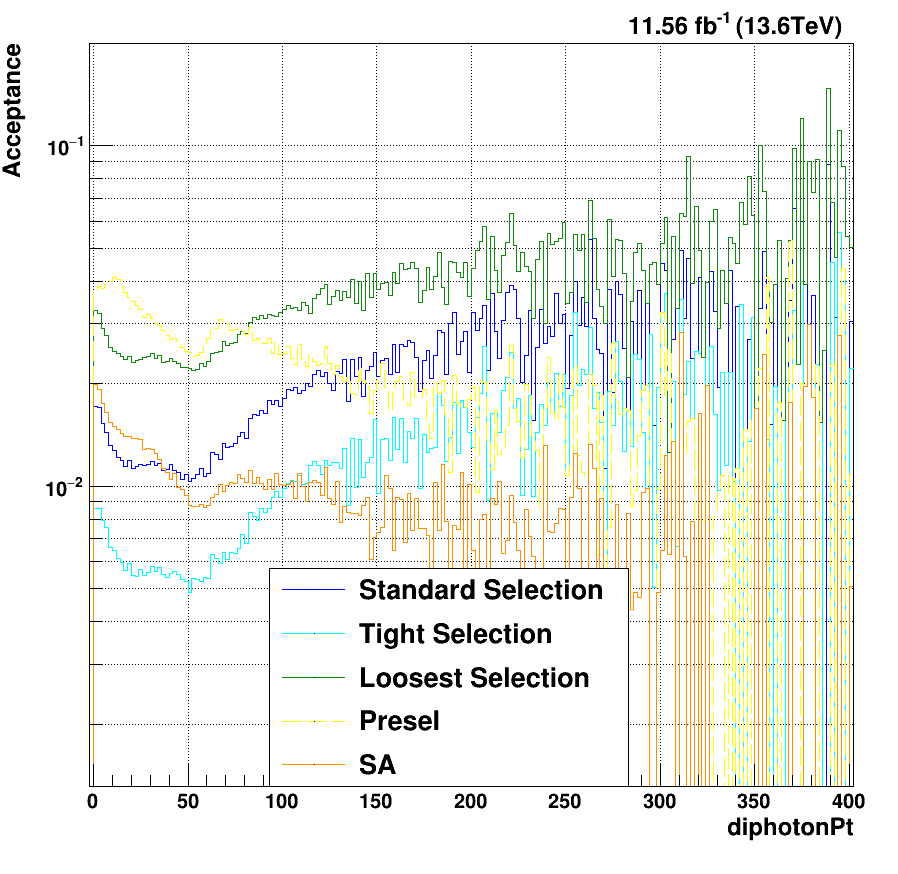 11.56 fb⁻¹ (13.6TeV)
Acceptance
10⁻¹
10⁻²
Standard Selection
Tight Selection
Loosest Selection
Presel
SA
0 50 100 150 200 250 300 350 400
diphotonPt